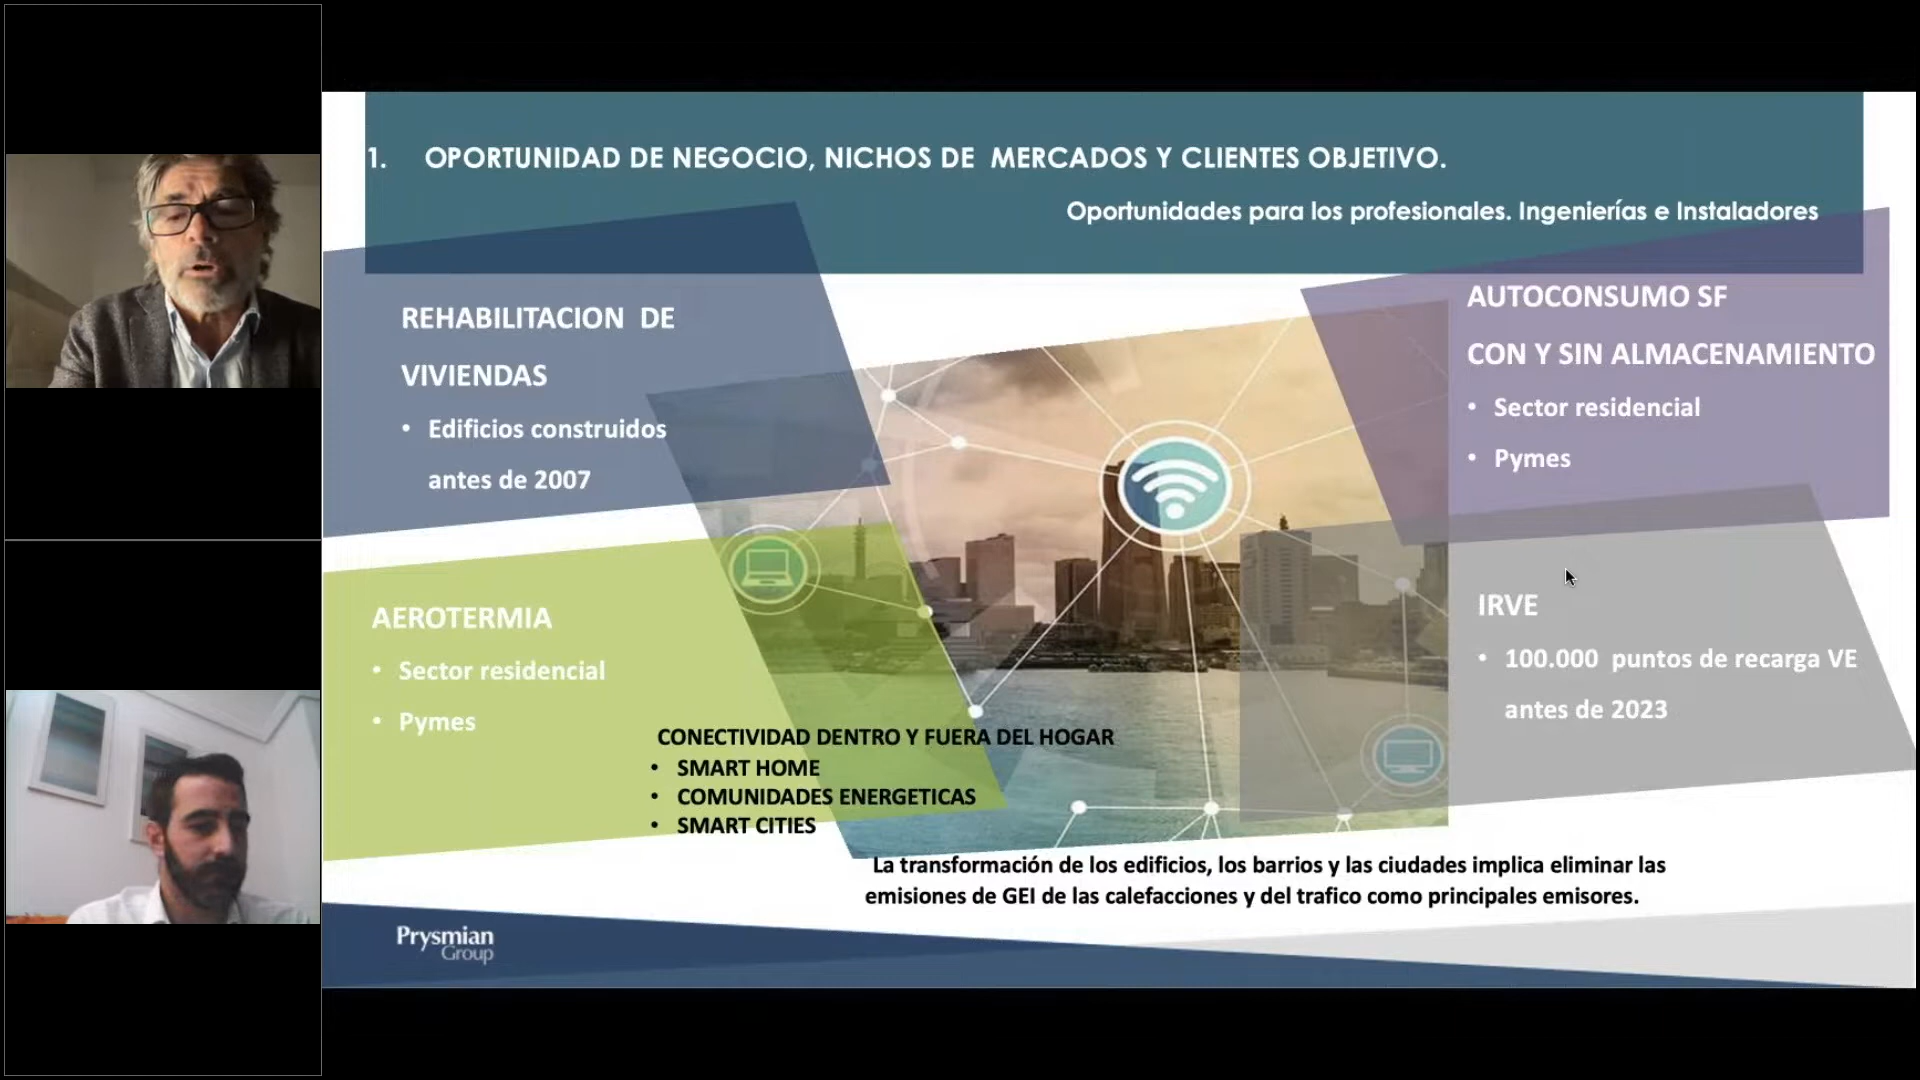 1. OPORTUNIDAD DE NEGOCIO, NICHOS DE MERCADOS Y CLIENTES OBJETIVO.
Oportunidades para los profesionales. Ingenierías e Instaladores
REHABILITACION DE
VIVIENDAS
• Edificios construidos
antes de 2007
AUTOCONSUMO SF
CON Y SIN ALMACENAMIENTO
• Sector residencial
• Pymes
AEROTERMIA
• Sector residencial
• Pymes
IRVE
• 100.000 puntos de recarga VE
antes de 2023
CONECTIVIDAD DENTRO Y FUERA DEL HOGAR
• SMART HOME
• COMUNIDADES ENERGETICAS
• SMART CITIES
La transformación de los edificios, los barrios y las ciudades implica eliminar las
emisiones de GEI de las calefacciones y del trafico como principales emisores.
Prysmian
Group